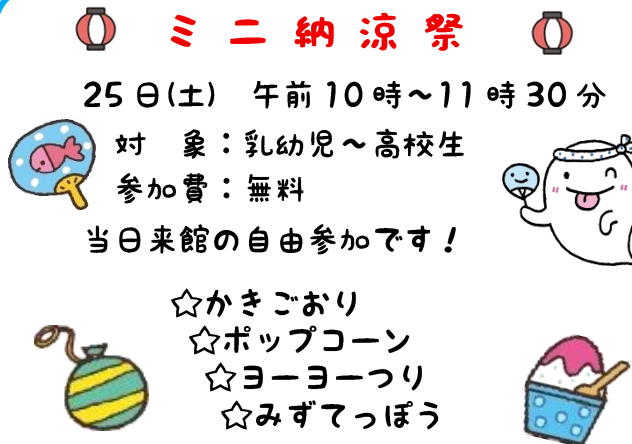 ミニ納涼祭
25日(土)　午前10時～11時30分
対　象：乳幼児～高校生
参加費：無料
当日来館の自由参加です！
☆かきごおり
☆ポップコーン
☆ヨーヨーつり
☆みずてっぽう